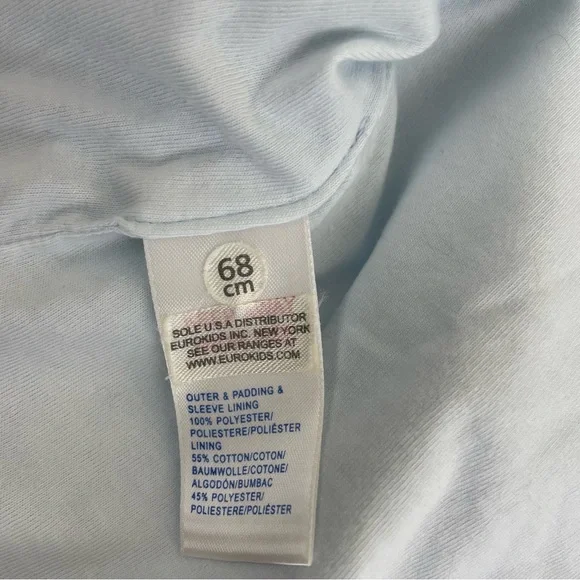 68
cm
SOLE U.S.A DISTRIBUTOR
EUROKIDS INC. NEW YORK
SEE OUR RANGES AT
WWW.EUROKIDS.COM
OUTER & PADDING &
SLEEVE LINING
100% POLYESTER/
POLIESTERE/POLIÉSTER
LINING
55% COTTON/COTON/
BAUMWOLLE/COTONE/
ALGODÓN/BUMBAC
45% POLYESTER/
POLIESTERE/POLIÉSTER